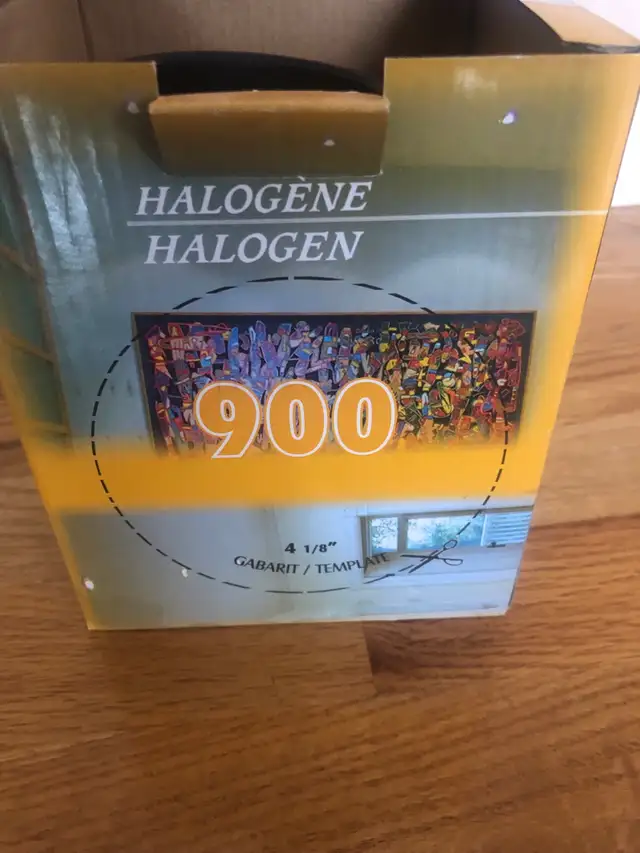 HALOGÈNE
HALOGEN
900
4 1/8"
GABARIT / TEMPLATE